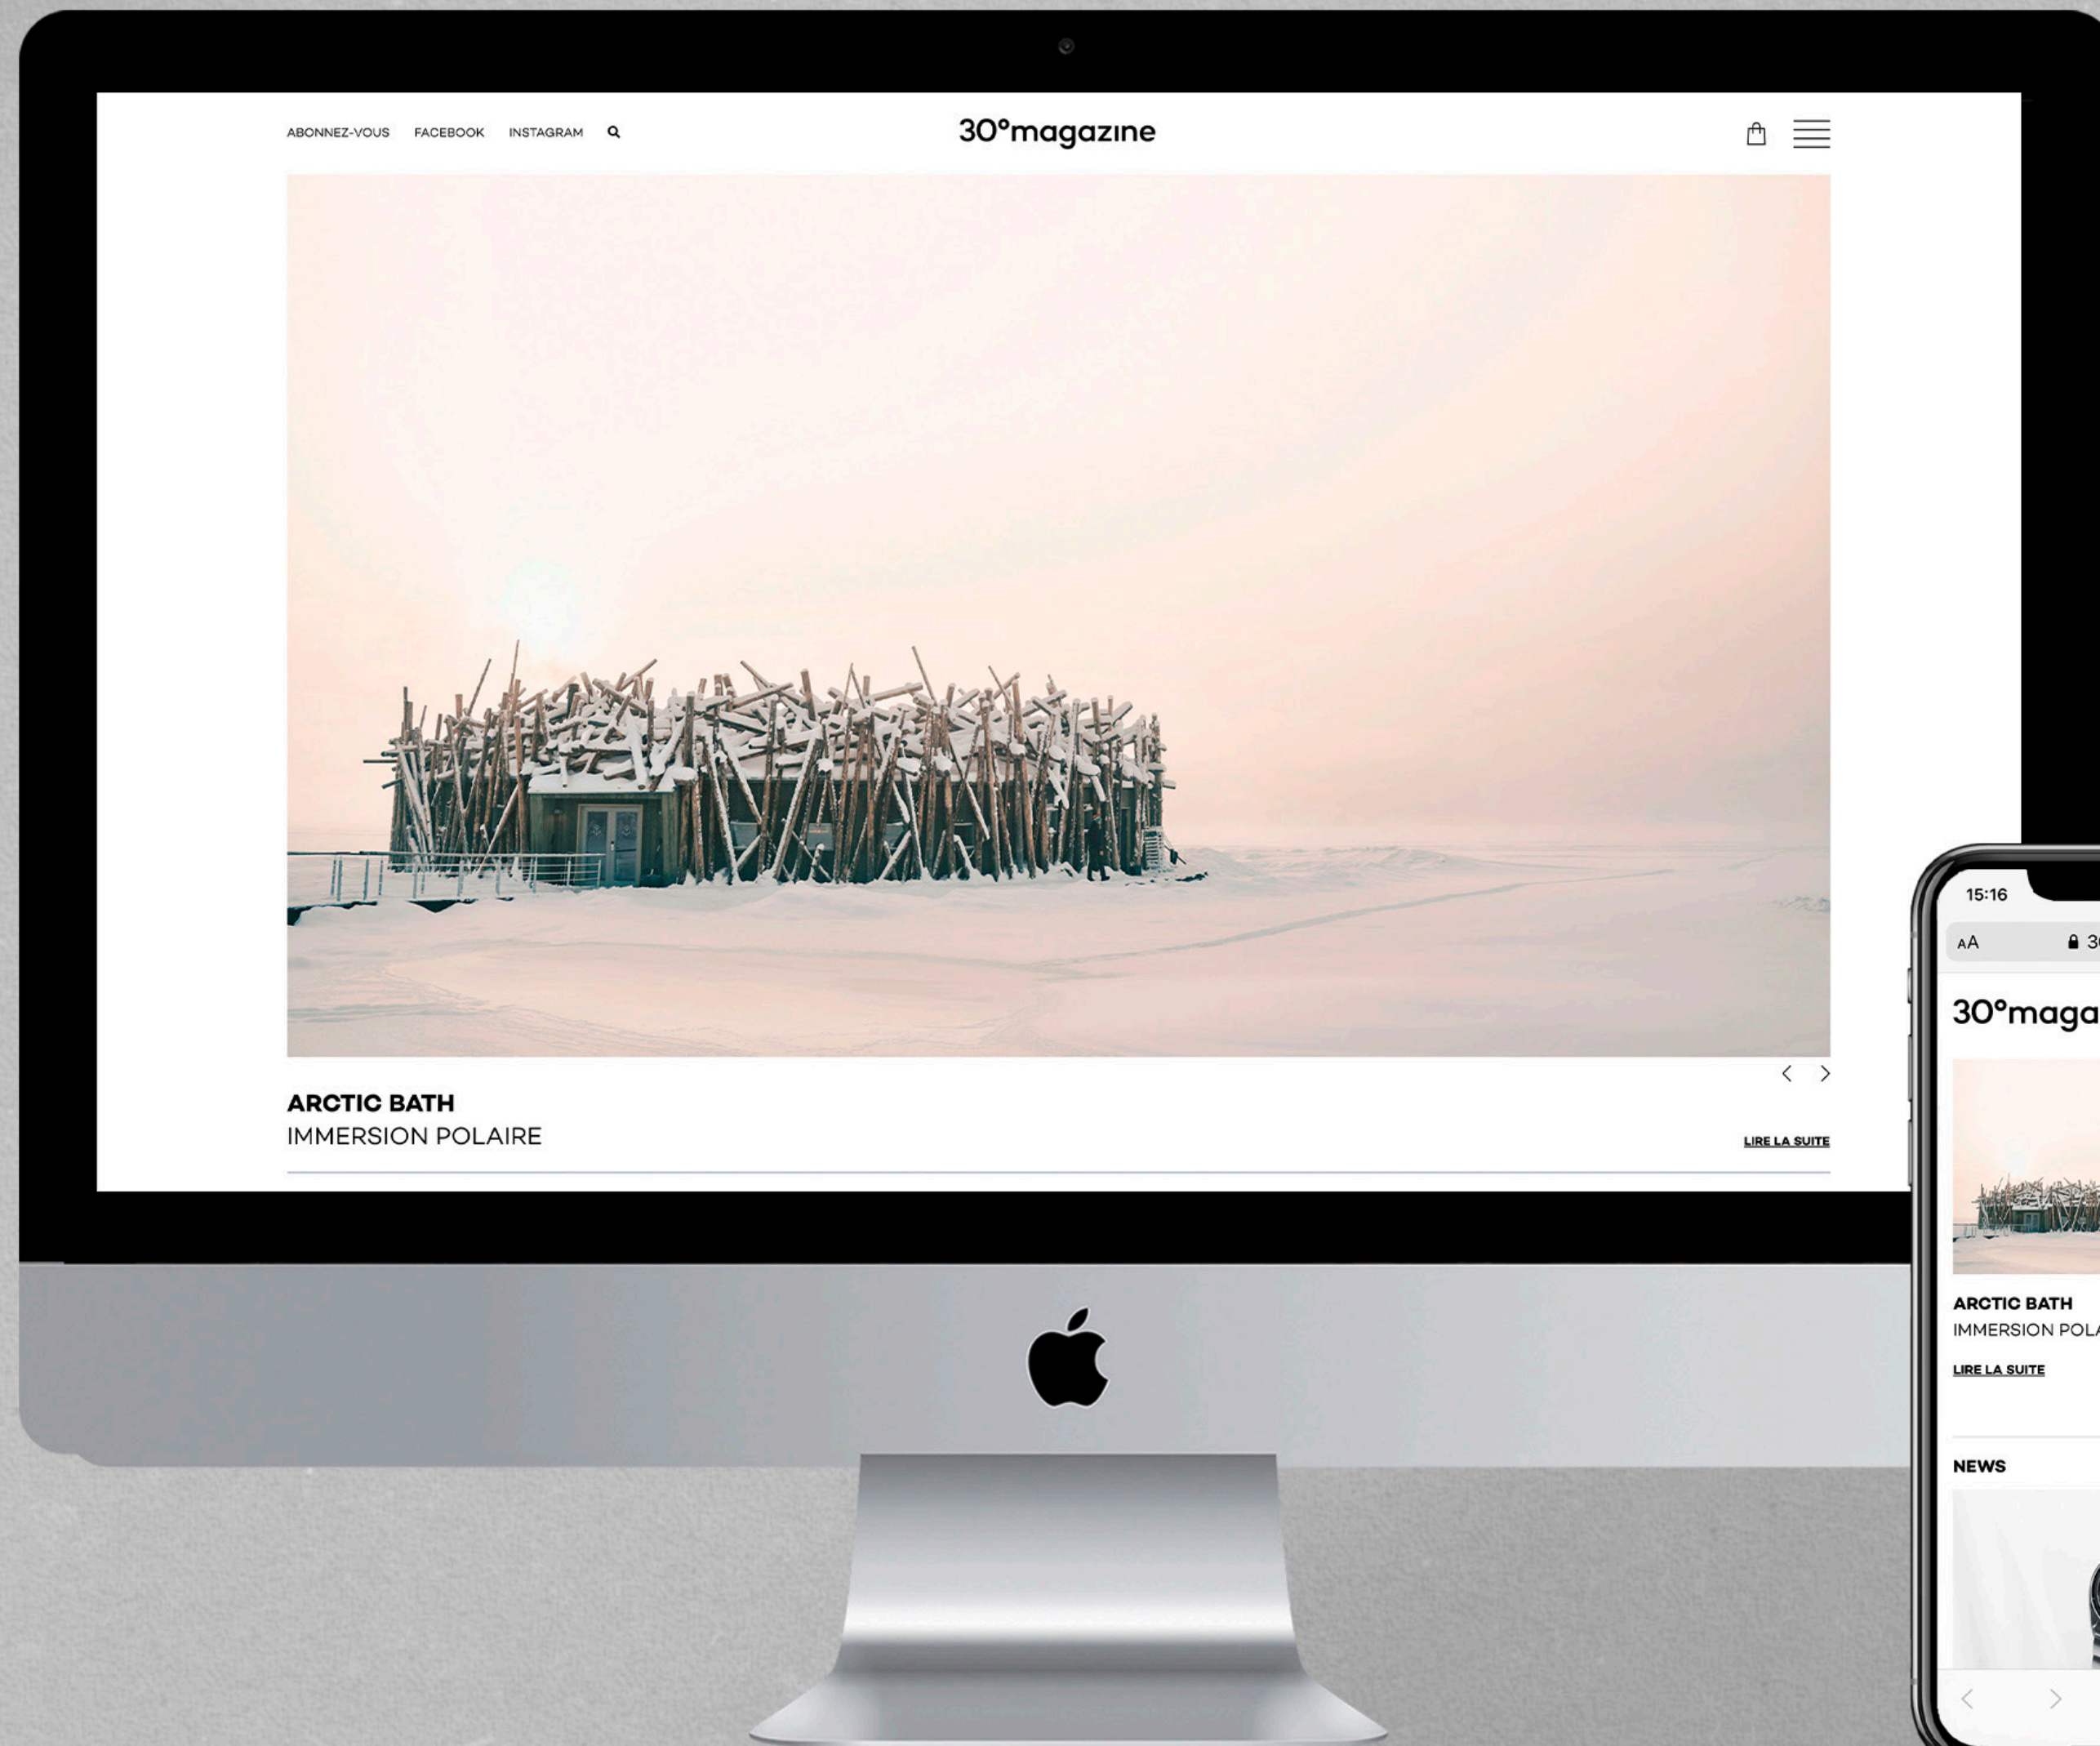 ABONNEZ-VOUS FACEBOOK INSTAGRAM
30°magazine
ARCTIC BATH
IMMERSION POLAIRE
LIRE LA SUITE
15:16
AA
30°maga
ARCTIC BATH
IMMERSION POLA
LIRE LA SUITE
NEWS